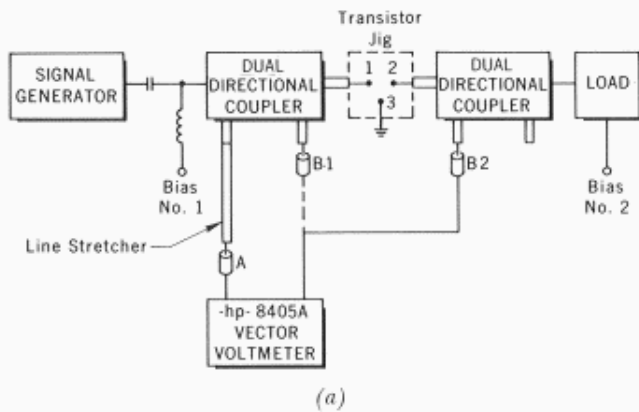 Transistor
Jig
SIGNAL
GENERATOR
DUAL
DIRECTIONAL
COUPLER
1 2
3
DUAL
DIRECTIONAL
COUPLER
LOAD
Bias
No. 1
B1
B2
Bias
No. 2
Line Stretcher
A
-hp- 8405A
VECTOR
VOLTMETER
(a)